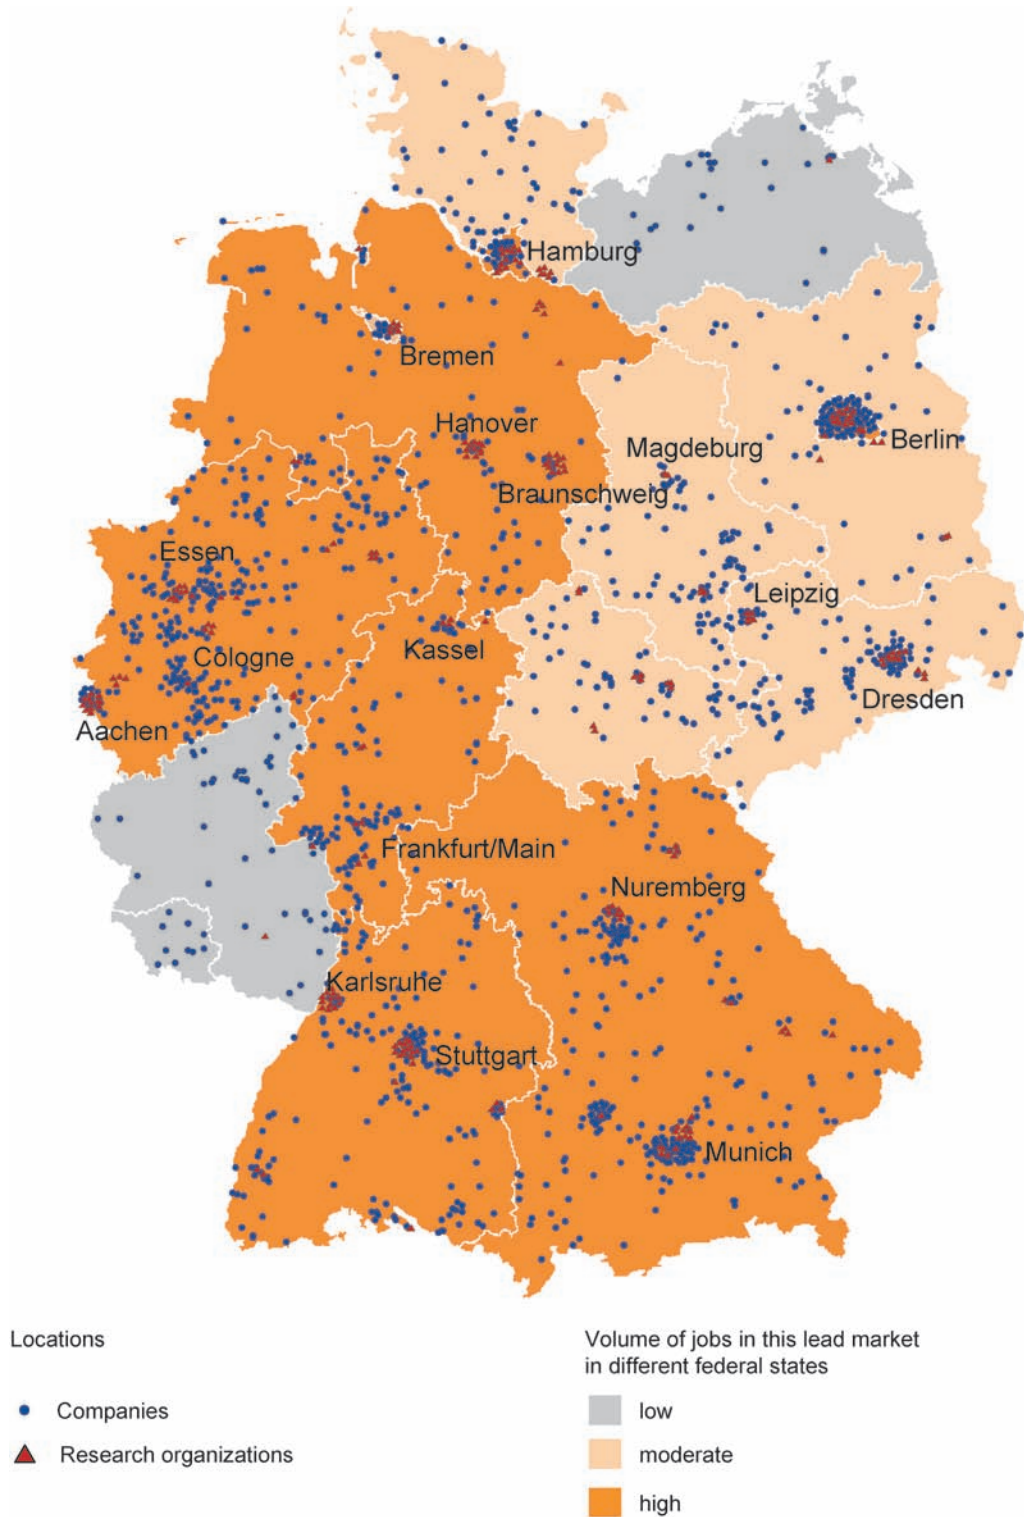 Hamburg
Bremen
Hanover
Berlin
Magdeburg
Braunschweig
Essen
Leipzig
Kassel
Cologne
Dresden
Aachen
Frankfurt/Main
Nuremberg
Karlsruhe
Stuttgart
Munich
Locations
Companies
Research organizations
Volume of jobs in this lead market
in different federal states
low
moderate
high